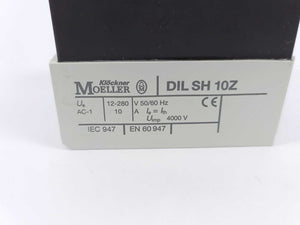 Klöckner
MOELLER
DIL SH 10Z
Ue 12-280 V 50/60 Hz CE
AC-1 10 A Ie = Ith
Uimp 4000 V
IEC 947 EN 60 947